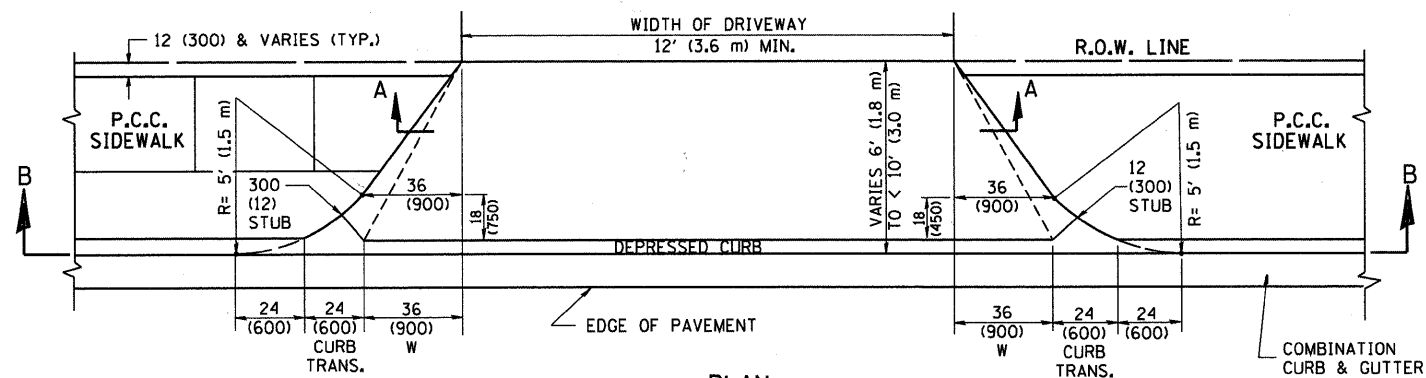 12 (300) & VARIES (TYP.)
WIDTH OF DRIVEWAY
12' (3.6 m) MIN.
R.O.W. LINE
P.C.C.
SIDEWALK
A
A
P.C.C.
SIDEWALK
B
B
R= 5' (1.5 m)
300
(12)
STUB
36
(900)
18
(750)
VARIES 6' (1.8 m)
TO < 10' (3.0 m)
36
(900)
18
(450)
12
(300)
STUB
R= 5' (1.5 m)
DEPRESSED CURB
24
(600)
24
(600)
CURB
TRANS.
36
(900)
W
EDGE OF PAVEMENT
36
(900)
W
24
(600)
CURB
TRANS.
24
(600)
COMBINATION
CURB & GUTTER